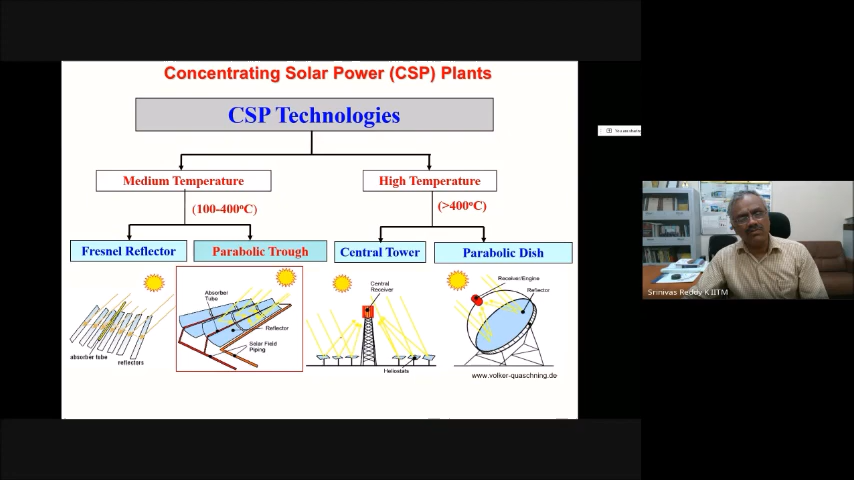 Concentrating Solar Power (CSP) Plants
CSP Technologies
Medium Temperature
High Temperature
(100-400°C)
(>400°C)
Fresnel Reflector
Parabolic Trough
Central Tower
Parabolic Dish
absorber tube
reflectors
Absorber
Tube
Reflector
Solar Field
Piping
Central
Receiver
Heliostats
Receiver/Engine
Reflector
www.volker-quaschning.de
Srinivas Reddy K IITM